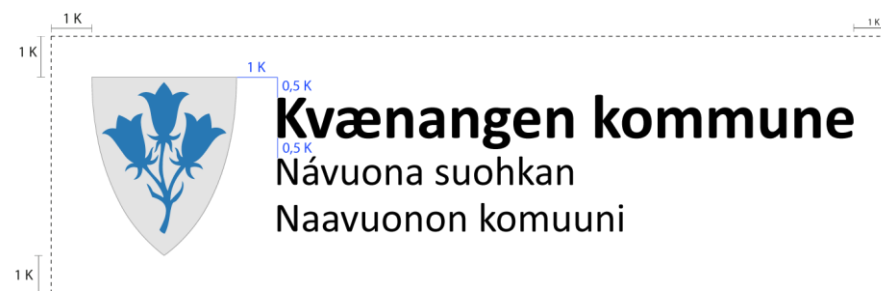 1 K
1 K
1 K
1 K
0,5 K
Kvænangen kommune
0,5 K
Návuona suohkan
Naavuonon komuuni
1 K